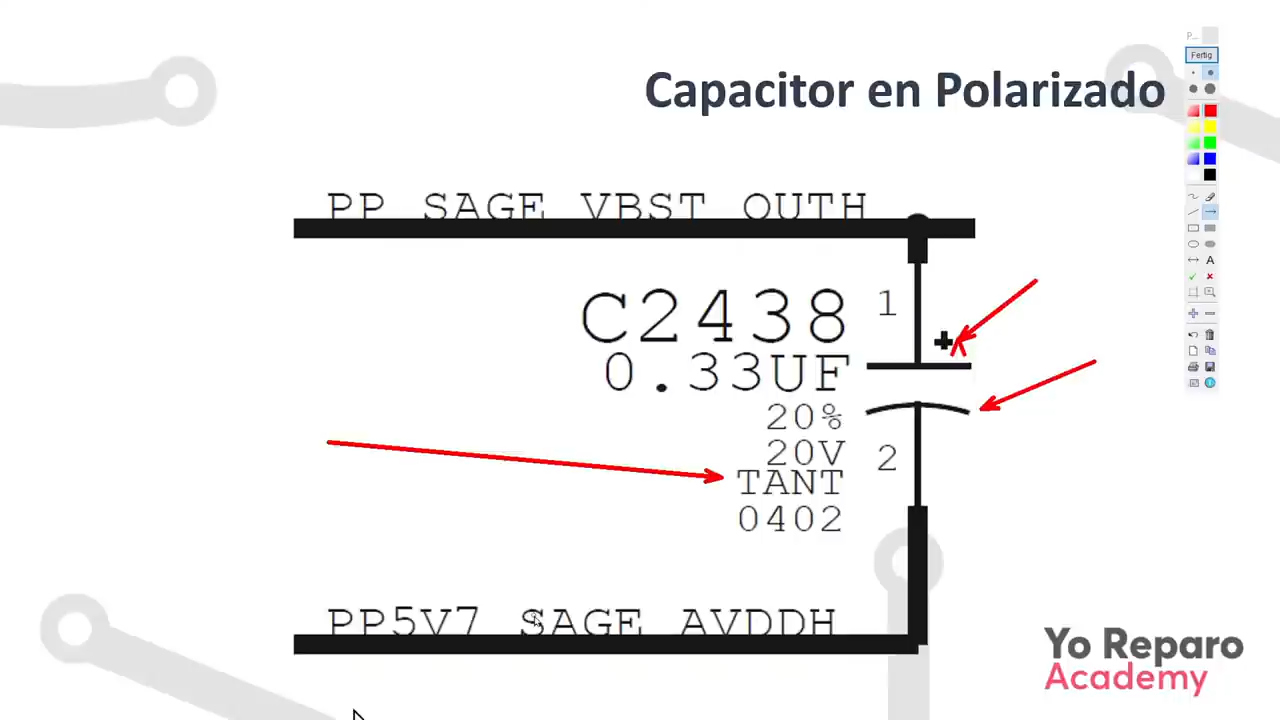 P...
Fertig
Capacitor en Polarizado
PP SAGE VBST OUTH
C2438
1
+
0.33UF
20%
20V
2
TANT
0402
PP5V7 SAGE AVDDH
A
Yo Reparo
Academy